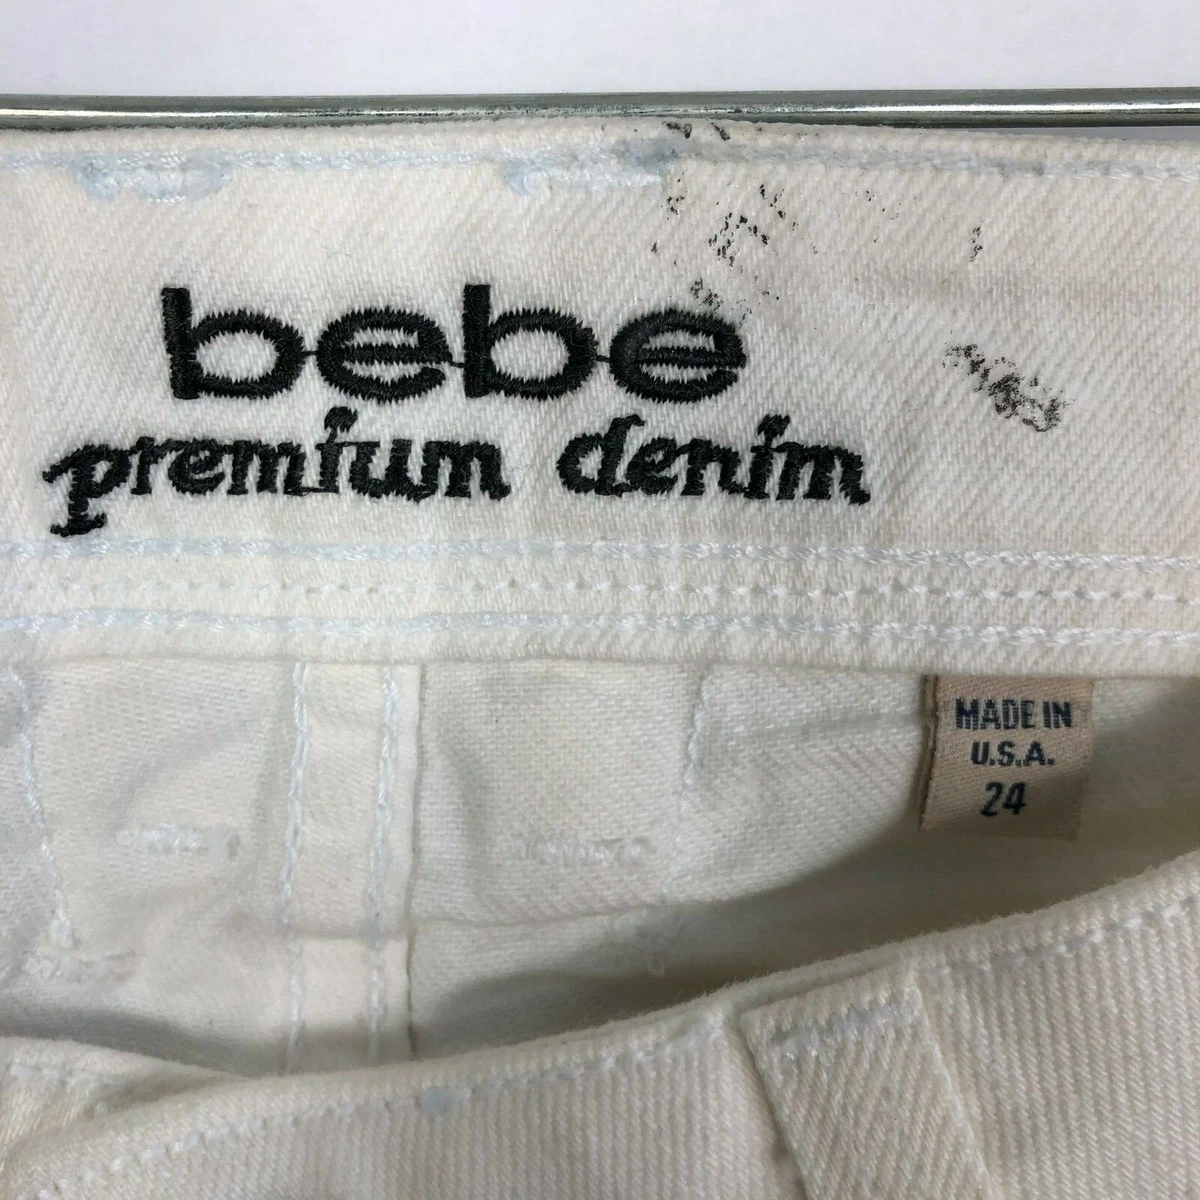 bebe
premium denim
MADE IN
U.S.A.
24